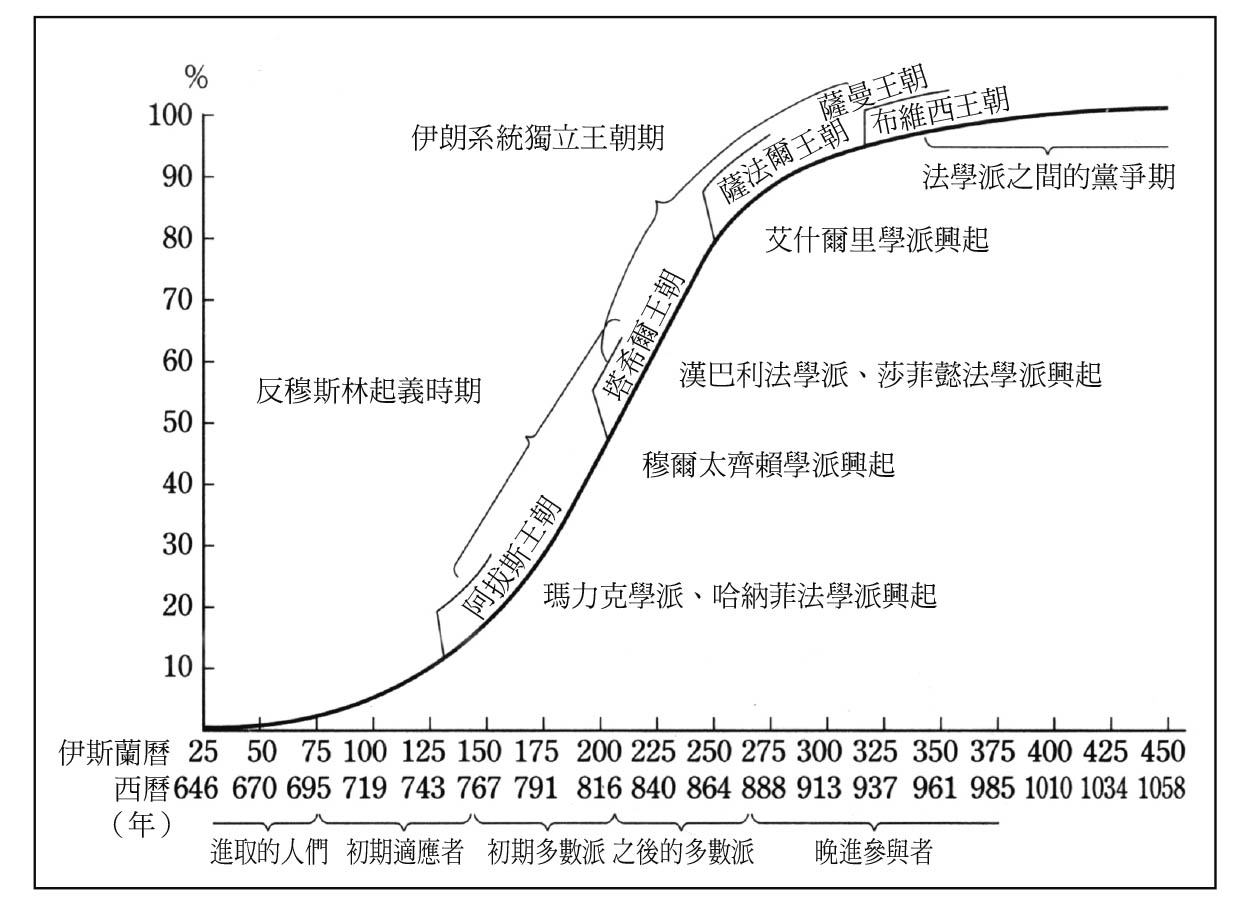 %
100
90
80
70
60
50
40
30
20
10
伊朗系統獨立王朝期
薩曼王朝
布維西王朝
薩法爾王朝
法學派之間的黨爭期
艾什爾里學派興起
塔希爾王朝
漢巴利法學派、莎菲懿法學派興起
反穆斯林起義時期
穆爾太齊賴學派興起
阿拔斯王朝
瑪力克學派、哈納菲法學派興起
伊斯蘭曆 25 50 75 100 125 150 175 200 225 250 275 300 325 350 375 400 425 450
西曆 646 670 695 719 743 767 791 816 840 864 888 913 937 961 985 1010 1034 1058
（年）
進取的人們 初期適應者 初期多數派 之後的多數派 晚進參與者